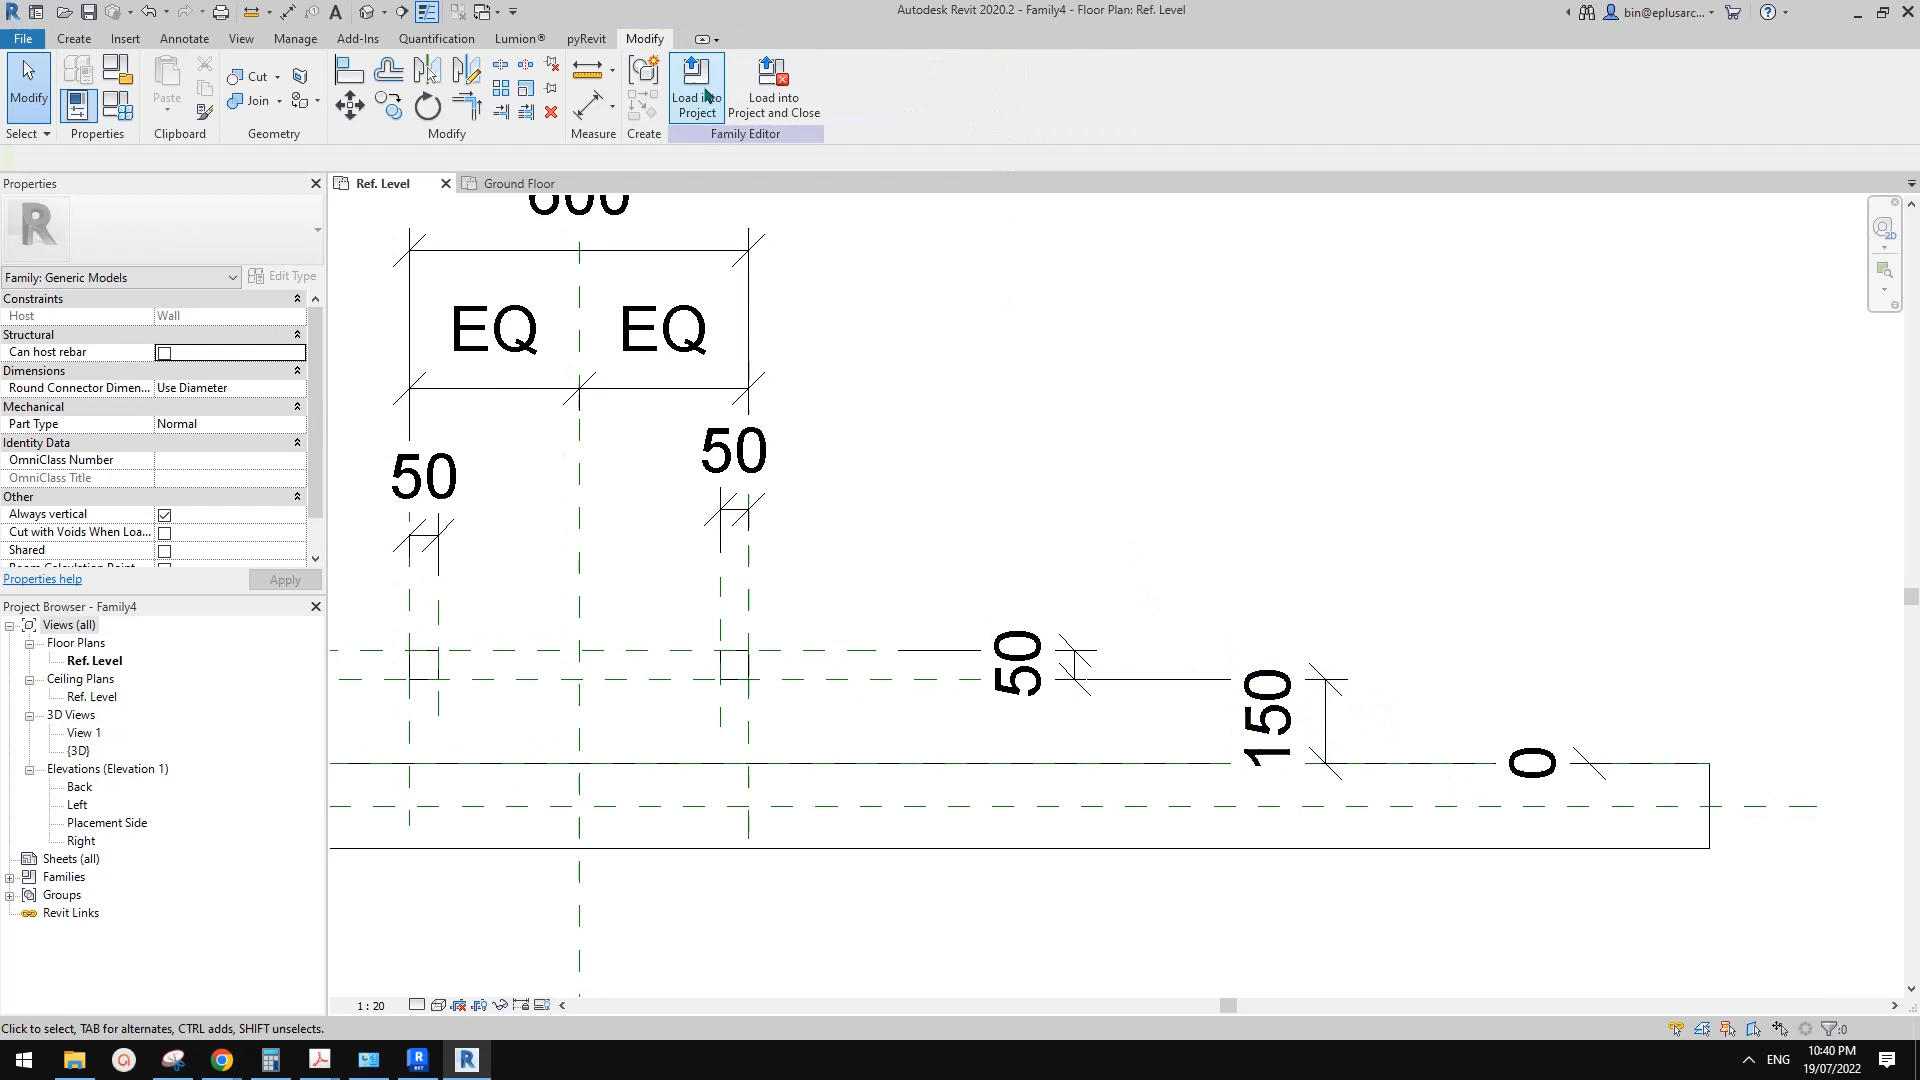 Autodesk Revit 2020.2 - Family4 - Floor Plan: Ref. Level
bin@eplusarc...
File Create Insert Annotate View Manage Add-Ins Quantification Lumion® pyRevit Modify
Modify
Paste
Cut
Join
Load into
Project
Load into
Project and Close
Select Properties Clipboard Geometry Modify Measure Create Family Editor
Properties
Ref. Level
Ground Floor
Family: Generic Models
Edit Type
Constraints
Host Wall
Structural
Can host rebar
Dimensions
Round Connector Dimen... Use Diameter
Mechanical
Part Type Normal
Identity Data
OmniClass Number
OmniClass Title
Other
Always vertical
Cut with Voids When Loa...
Shared
Properties help
Apply
Project Browser - Family4
Views (all)
Floor Plans
Ref. Level
Ceiling Plans
Ref. Level
3D Views
View 1
{3D}
Elevations (Elevation 1)
Back
Left
Placement Side
Right
Sheets (all)
Families
Groups
Revit Links
EQ EQ
50
50
50
150
0
1 : 20
Click to select, TAB for alternates, CTRL adds, SHIFT unselects.
:0
ENG
10:40 PM
19/07/2022